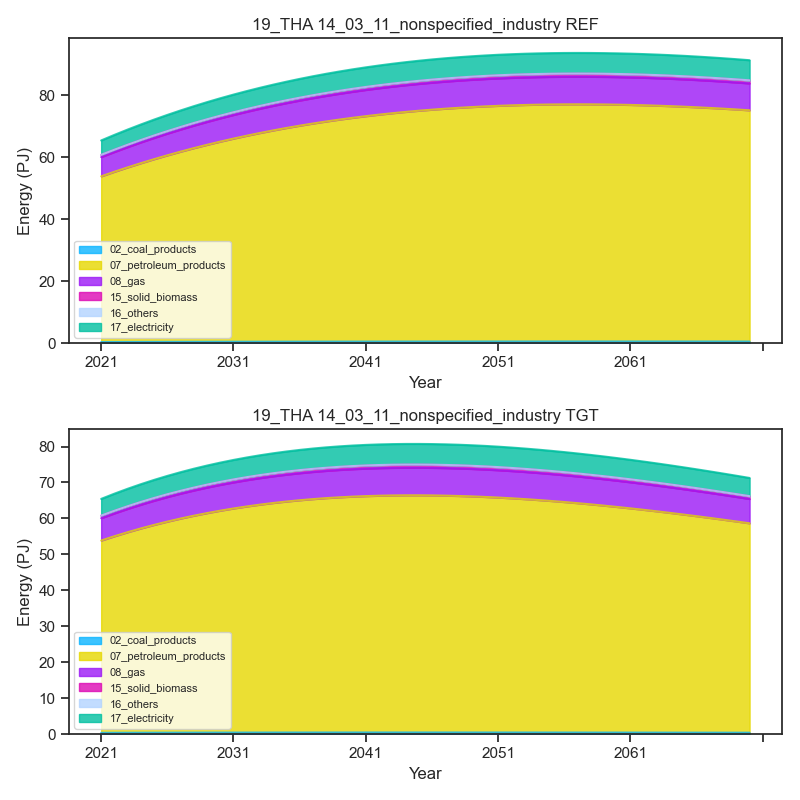 19_THA 14_03_11_nonspecified_industry REF
Energy (PJ)
80
60
40
20
0
02_coal_products
07_petroleum_products
08_gas
15_solid_biomass
16_others
17_electricity
2021 2031 2041 2051 2061
Year
19_THA 14_03_11_nonspecified_industry TGT
Energy (PJ)
80
70
60
50
40
30
20
10
0
02_coal_products
07_petroleum_products
08_gas
15_solid_biomass
16_others
17_electricity
2021 2031 2041 2051 2061
Year